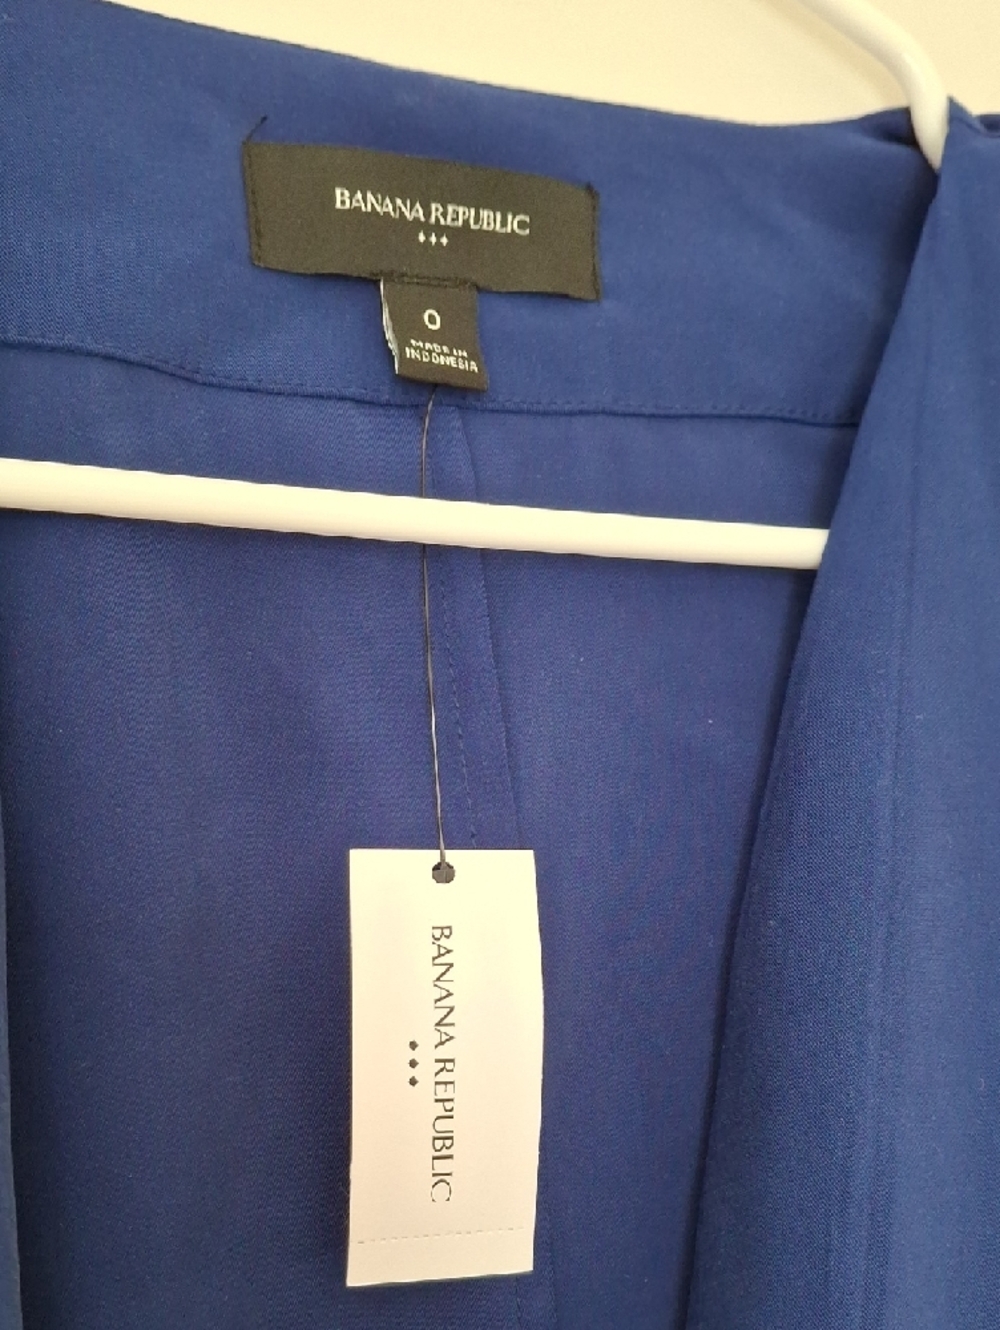 BANANA REPUBLIC
0
MADE IN
INDONESIA
BANANA REPUBLIC